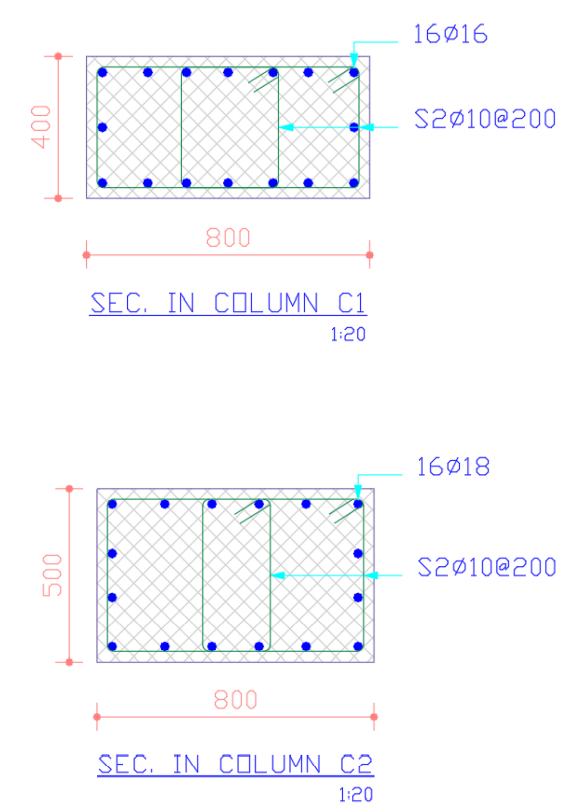 16Ø16
400
S2Ø10@200
800
SEC. IN COLUMN C1
1:20
16Ø18
500
S2Ø10@200
800
SEC. IN COLUMN C2
1:20